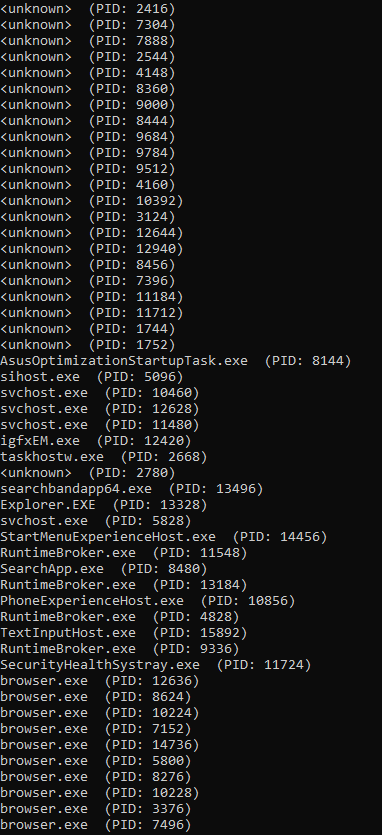 <unknown>  (PID: 2416)
<unknown>  (PID: 7304)
<unknown>  (PID: 7888)
<unknown>  (PID: 2544)
<unknown>  (PID: 4148)
<unknown>  (PID: 8360)
<unknown>  (PID: 9000)
<unknown>  (PID: 8444)
<unknown>  (PID: 9684)
<unknown>  (PID: 9784)
<unknown>  (PID: 9512)
<unknown>  (PID: 4160)
<unknown>  (PID: 10392)
<unknown>  (PID: 3124)
<unknown>  (PID: 12644)
<unknown>  (PID: 12940)
<unknown>  (PID: 8456)
<unknown>  (PID: 7396)
<unknown>  (PID: 11184)
<unknown>  (PID: 11712)
<unknown>  (PID: 1744)
<unknown>  (PID: 1752)
AsusOptimizationStartupTask.exe  (PID: 8144)
sihost.exe  (PID: 5096)
svchost.exe  (PID: 10460)
svchost.exe  (PID: 12628)
svchost.exe  (PID: 11480)
igfxEM.exe  (PID: 12420)
taskhostw.exe  (PID: 2668)
<unknown>  (PID: 2780)
searchbandapp64.exe  (PID: 13496)
Explorer.EXE  (PID: 13328)
svchost.exe  (PID: 5828)
StartMenuExperienceHost.exe  (PID: 14456)
RuntimeBroker.exe  (PID: 11548)
SearchApp.exe  (PID: 8480)
RuntimeBroker.exe  (PID: 13184)
PhoneExperienceHost.exe  (PID: 10856)
RuntimeBroker.exe  (PID: 4828)
TextInputHost.exe  (PID: 15892)
RuntimeBroker.exe  (PID: 9336)
SecurityHealthSystray.exe  (PID: 11724)
browser.exe  (PID: 12636)
browser.exe  (PID: 8624)
browser.exe  (PID: 10224)
browser.exe  (PID: 7152)
browser.exe  (PID: 14736)
browser.exe  (PID: 5800)
browser.exe  (PID: 8276)
browser.exe  (PID: 10228)
browser.exe  (PID: 3376)
browser.exe  (PID: 7496)